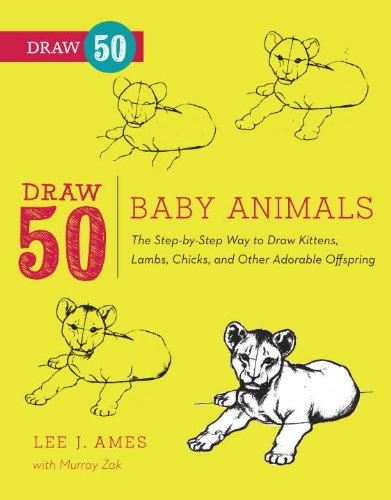 DRAW 50
DRAW
50
BABY ANIMALS
The Step-by-Step Way to Draw Kittens,
Lambs, Chicks, and Other Adorable Offspring
LEE J. AMES
with Murray Zak